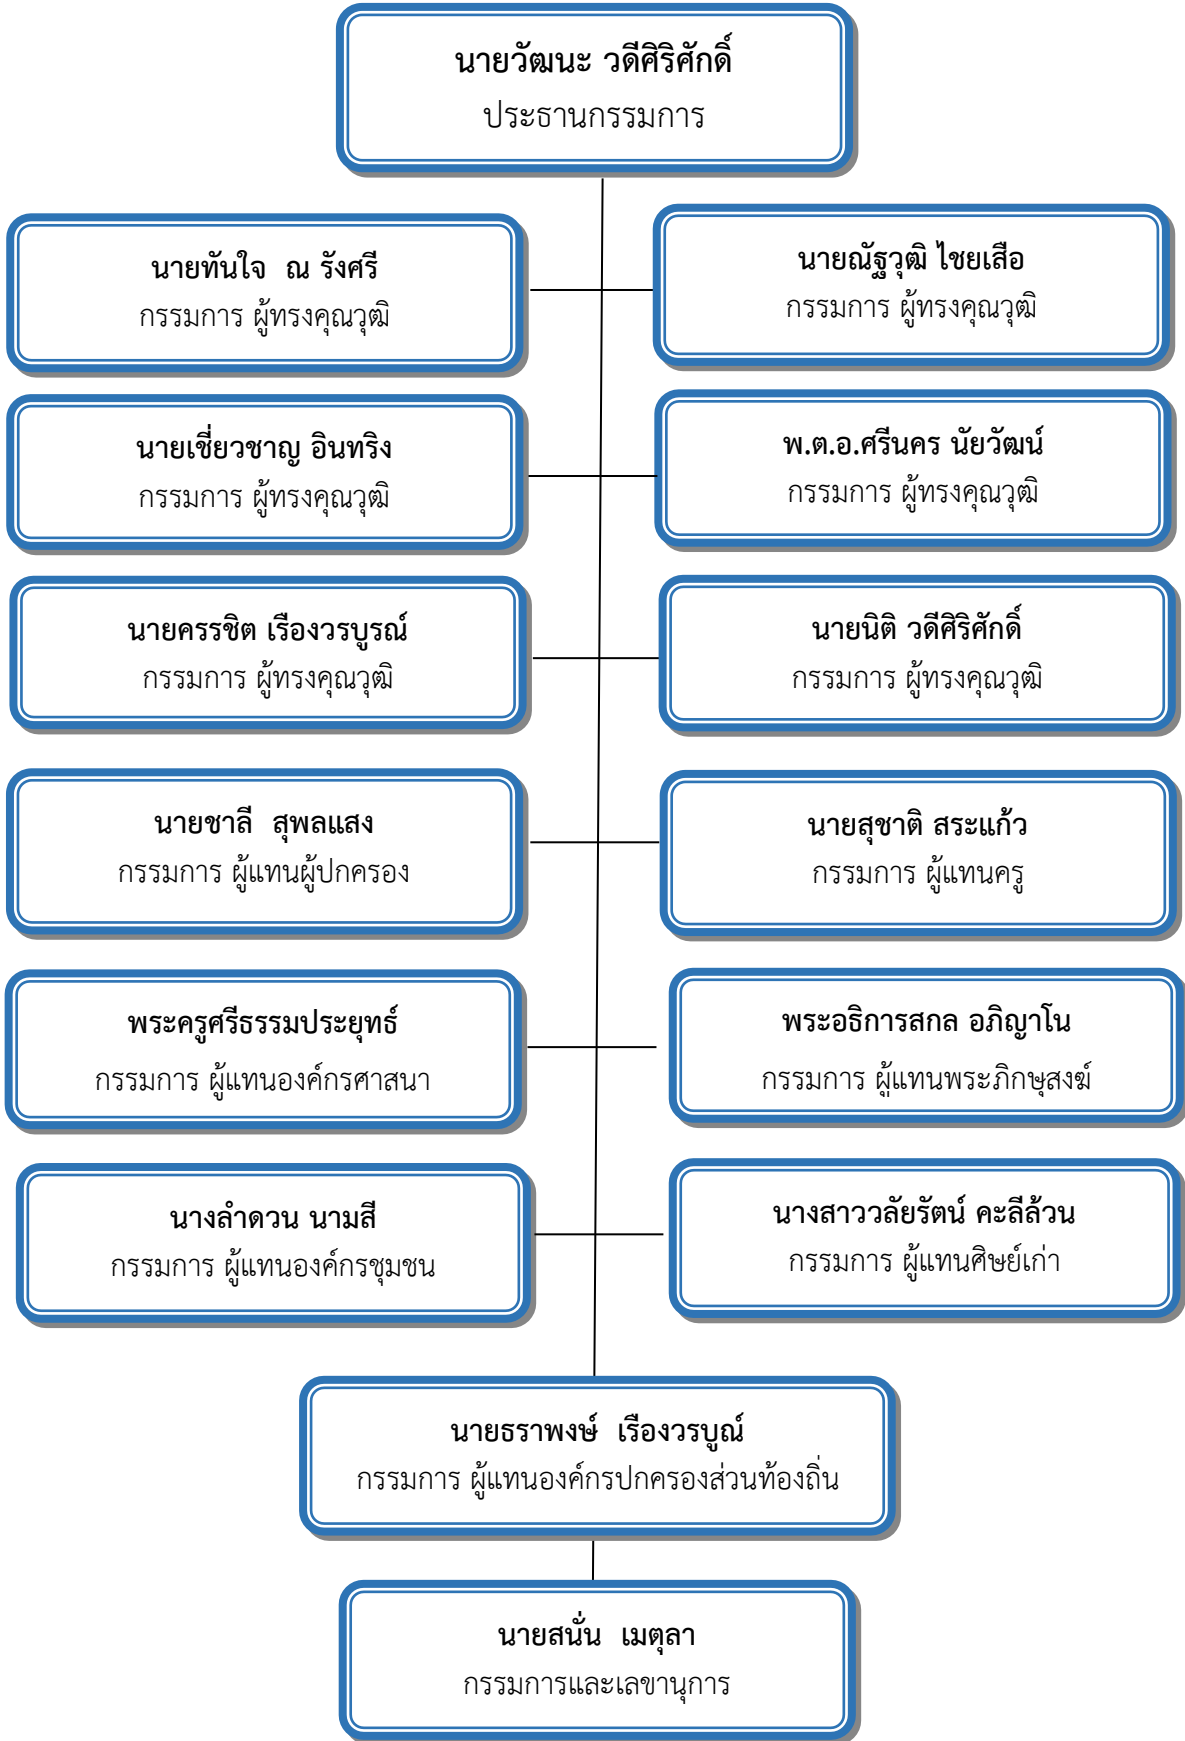 นายวัฒนะ วดีศิริศักดิ์
ประธานกรรมการ
นายทันใจ ณ รังศรี
กรรมการ ผู้ทรงคุณวุฒิ
นายณัฐวุฒิ ไชยเสือ
กรรมการ ผู้ทรงคุณวุฒิ
นายเชี่ยวชาญ อินทริง
กรรมการ ผู้ทรงคุณวุฒิ
พ.ต.อ.ศรีนคร นัยวัฒน์
กรรมการ ผู้ทรงคุณวุฒิ
นายครรชิต เรืองวรบูรณ์
กรรมการ ผู้ทรงคุณวุฒิ
นายนิติ วดีศิริศักดิ์
กรรมการ ผู้ทรงคุณวุฒิ
นายชาลี สุพลแสง
กรรมการ ผู้แทนผู้ปกครอง
นายสุชาติ สระแก้ว
กรรมการ ผู้แทนครู
พระครูศรีธรรมประยุทธ์
กรรมการ ผู้แทนองค์กรศาสนา
พระอธิการสกล อภิญาโน
กรรมการ ผู้แทนพระภิกษุสงฆ์
นางลำดวน นามสี
กรรมการ ผู้แทนองค์กรชุมชน
นางสาววลัยรัตน์ คะลีล้วน
กรรมการ ผู้แทนศิษย์เก่า
นายธราพงษ์ เรืองวรบูณ์
กรรมการ ผู้แทนองค์กรปกครองส่วนท้องถิ่น
นายสนั่น เมตุลา
กรรมการและเลขานุการ